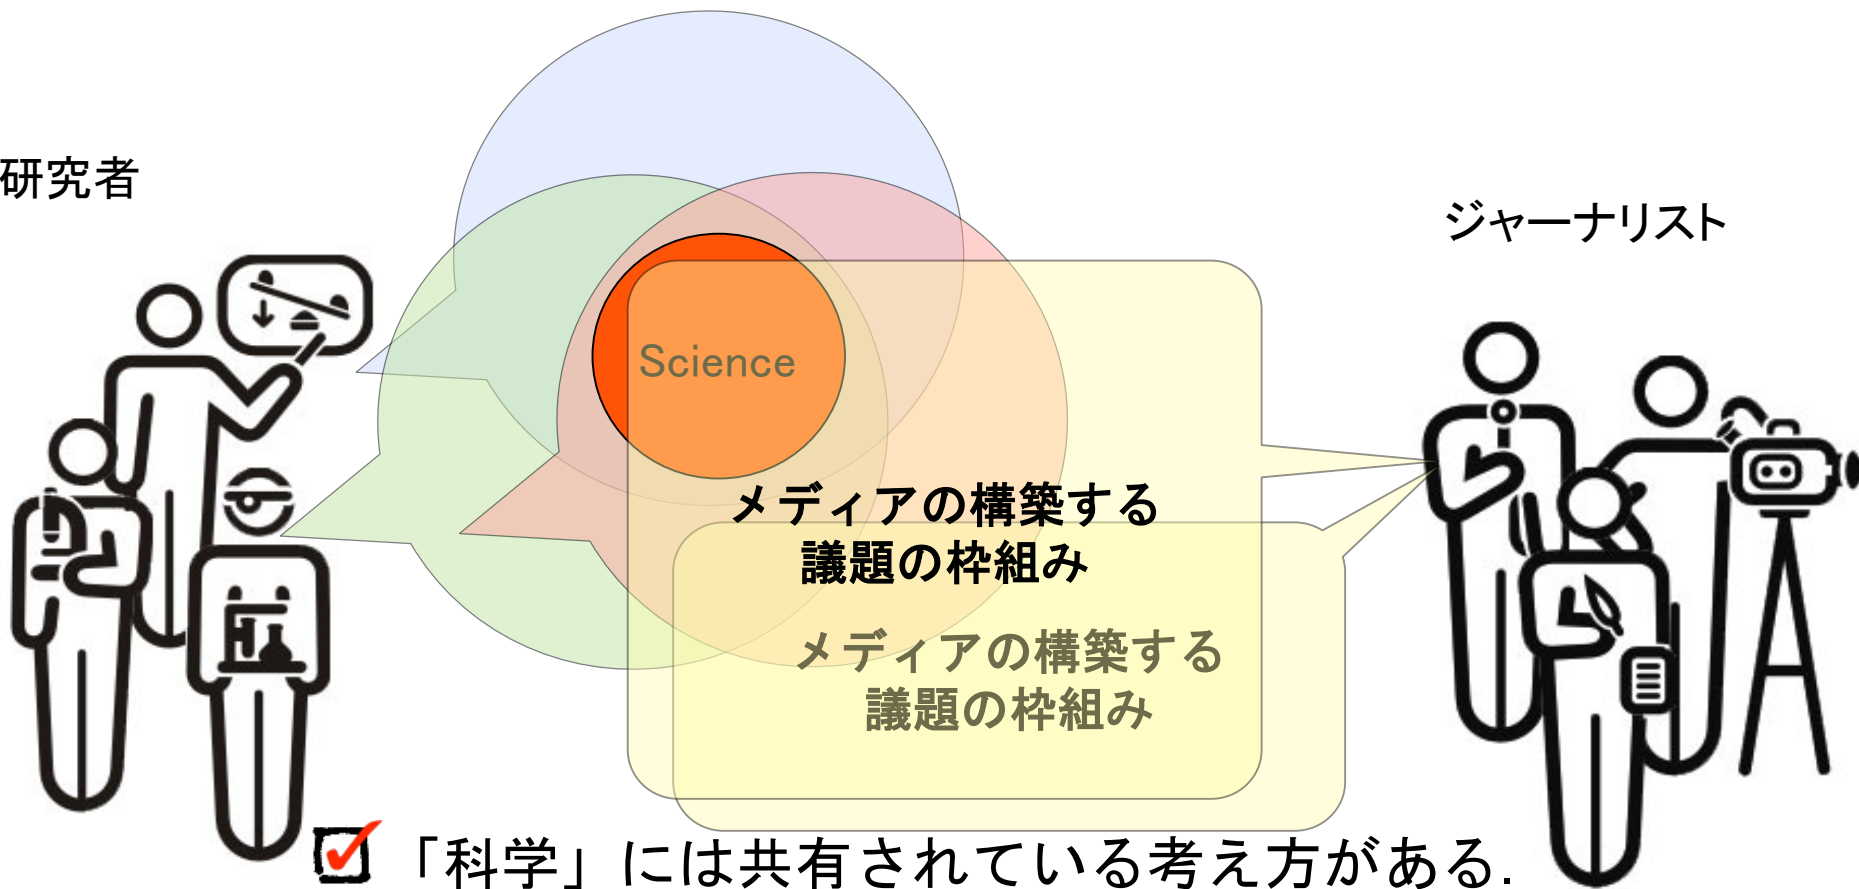 研究者
ジャーナリスト
Science
メディアの構築する
議題の枠組み
メディアの構築する
議題の枠組み
「科学」には共有されている考え方がある.